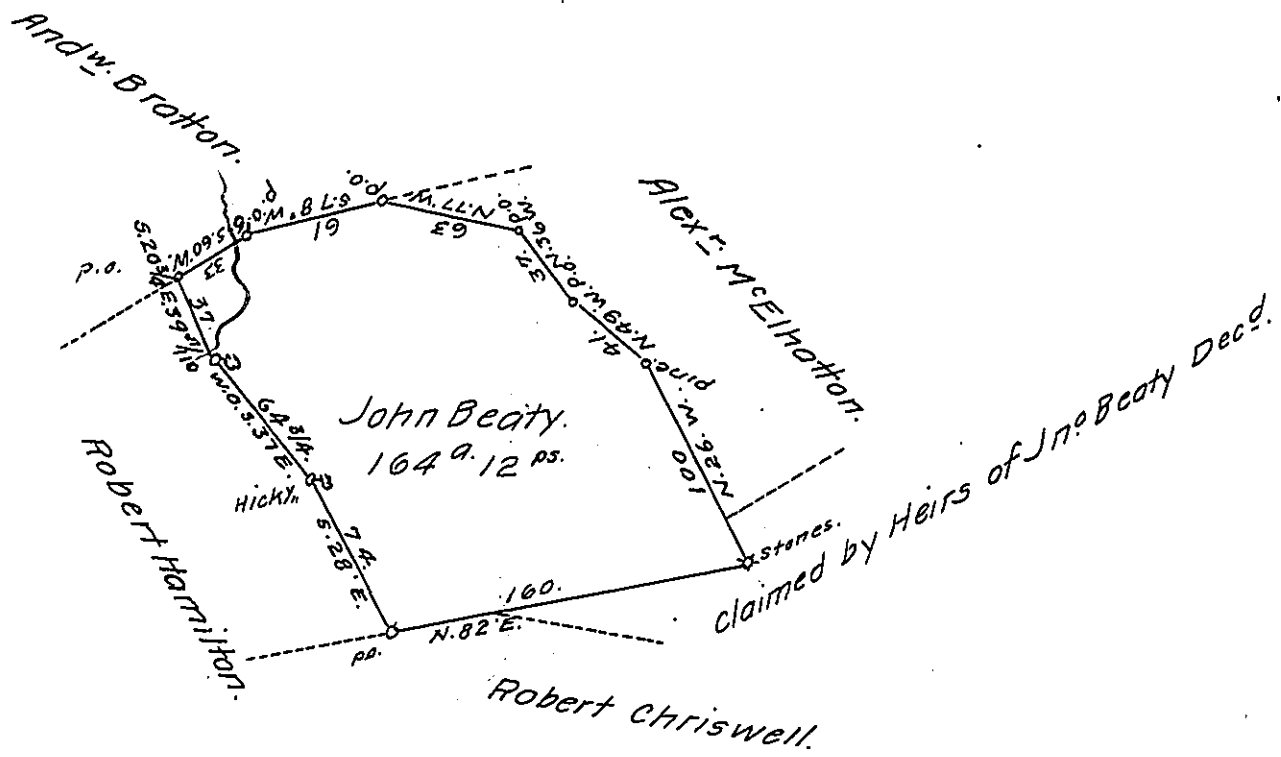 Andw. Bratton.
p.o.
S.60.W.
33
W.O.
S.78°W.
61
p.o.
N.77°W.
63
p.o.
N.36 W.
37.
p.o.
N.49 W.
41.
pine.
N.26.W.
100
stones.
Alexr. McElhatton.
claimed by Heirs of Jno Beaty Decd.
S.20¾E.
37.
W.O. S.37 E.
64 3/4.
Hicky,
S.28°E.
74.
John Beaty.
164 a. 12 ps.
Robert Hamilton.
160.
N.82°E.
po.
Robert Chriswell.